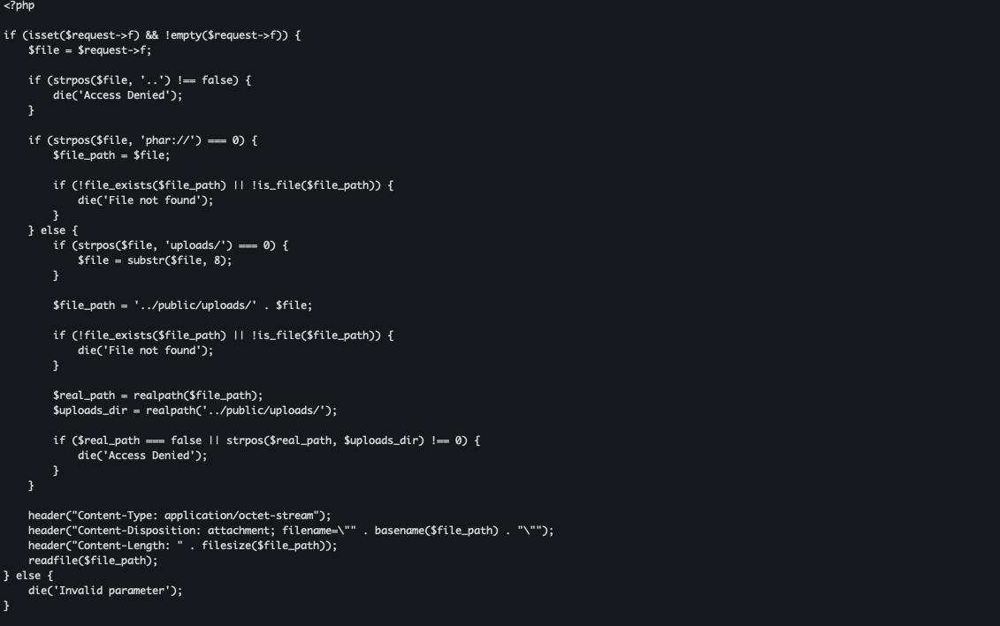 <?php
if (isset($request->f) && !empty($request->f)) {
    $file = $request->f;
    if (strpos($file, '..') !== false) {
        die('Access Denied');
    }
    if (strpos($file, 'phar://') === 0) {
        $file_path = $file;
        if (!file_exists($file_path) || !is_file($file_path)) {
            die('File not found');
        }
    } else {
        if (strpos($file, 'uploads/') === 0) {
            $file = substr($file, 8);
        }
        $file_path = '../public/uploads/' . $file;
        if (!file_exists($file_path) || !is_file($file_path)) {
            die('File not found');
        }
        $real_path = realpath($file_path);
        $uploads_dir = realpath('../public/uploads/');
        if ($real_path === false || strpos($real_path, $uploads_dir) !== 0) {
            die('Access Denied');
        }
    }
    header("Content-Type: application/octet-stream");
    header("Content-Disposition: attachment; filename=\"" . basename($file_path) . "\"");
    header("Content-Length: " . filesize($file_path));
    readfile($file_path);
} else {
    die('Invalid parameter');
}